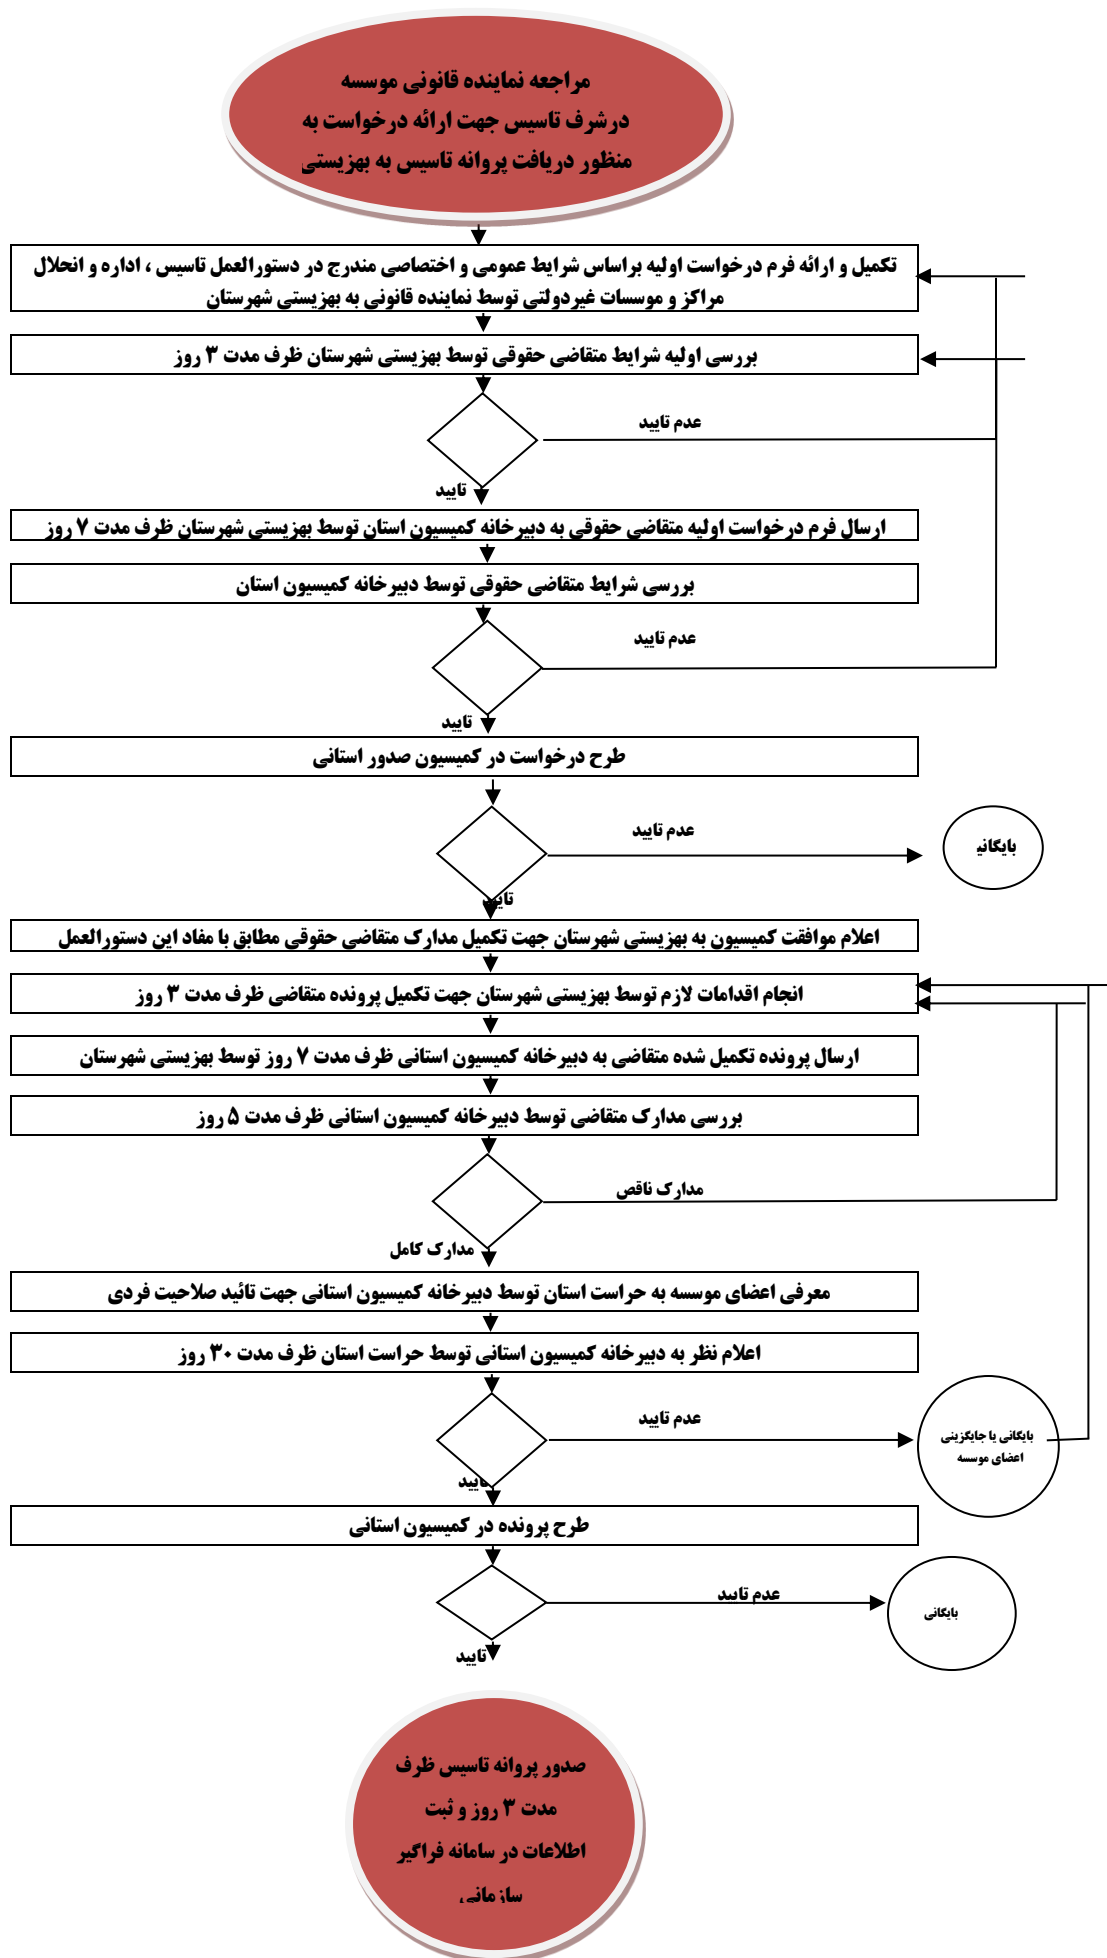 مراجعه نماینده قانونی موسسه
درشرف تاسیس جهت ارائه درخواست به
منظور دریافت پروانه تاسیس به بهزیستی
تکمیل و ارائه فرم درخواست اولیه براساس شرایط عمومی و اختصاصی مندرج در دستورالعمل تاسیس ، اداره و انحلال
مراکز و موسسات غیردولتی توسط نماینده قانونی به بهزیستی شهرستان
بررسی اولیه شرایط متقاضی حقوقی توسط بهزیستی شهرستان ظرف مدت ۳ روز
عدم تایید
تایید
ارسال فرم درخواست اولیه متقاضی حقوقی به دبیرخانه کمیسیون استان توسط بهزیستی شهرستان ظرف مدت ۷ روز
بررسی شرایط متقاضی حقوقی توسط دبیرخانه کمیسیون استان
عدم تایید
تایید
طرح درخواست در کمیسیون صدور استانی
عدم تایید
بایگانی
تایید
اعلام موافقت کمیسیون به بهزیستی شهرستان جهت تکمیل مدارک متقاضی حقوقی مطابق با مفاد این دستورالعمل
انجام اقدامات لازم توسط بهزیستی شهرستان جهت تکمیل پرونده متقاضی ظرف مدت ۳ روز
ارسال پرونده تکمیل شده متقاضی به دبیرخانه کمیسیون استانی ظرف مدت ۷ روز توسط بهزیستی شهرستان
بررسی مدارک متقاضی توسط دبیرخانه کمیسیون استانی ظرف مدت ۵ روز
مدارک ناقص
مدارک کامل
معرفی اعضای موسسه به حراست استان توسط دبیرخانه کمیسیون استانی جهت تائید صلاحیت فردی
اعلام نظر به دبیرخانه کمیسیون استانی توسط حراست استان ظرف مدت ۳۰ روز
عدم تایید
بایگانی یا جایگزینی
اعضای موسسه
تایید
طرح پرونده در کمیسیون استانی
عدم تایید
بایگانی
تایید
صدور پروانه تاسیس ظرف
مدت ۳ روز و ثبت
اطلاعات در سامانه فراگیر
سازمانی